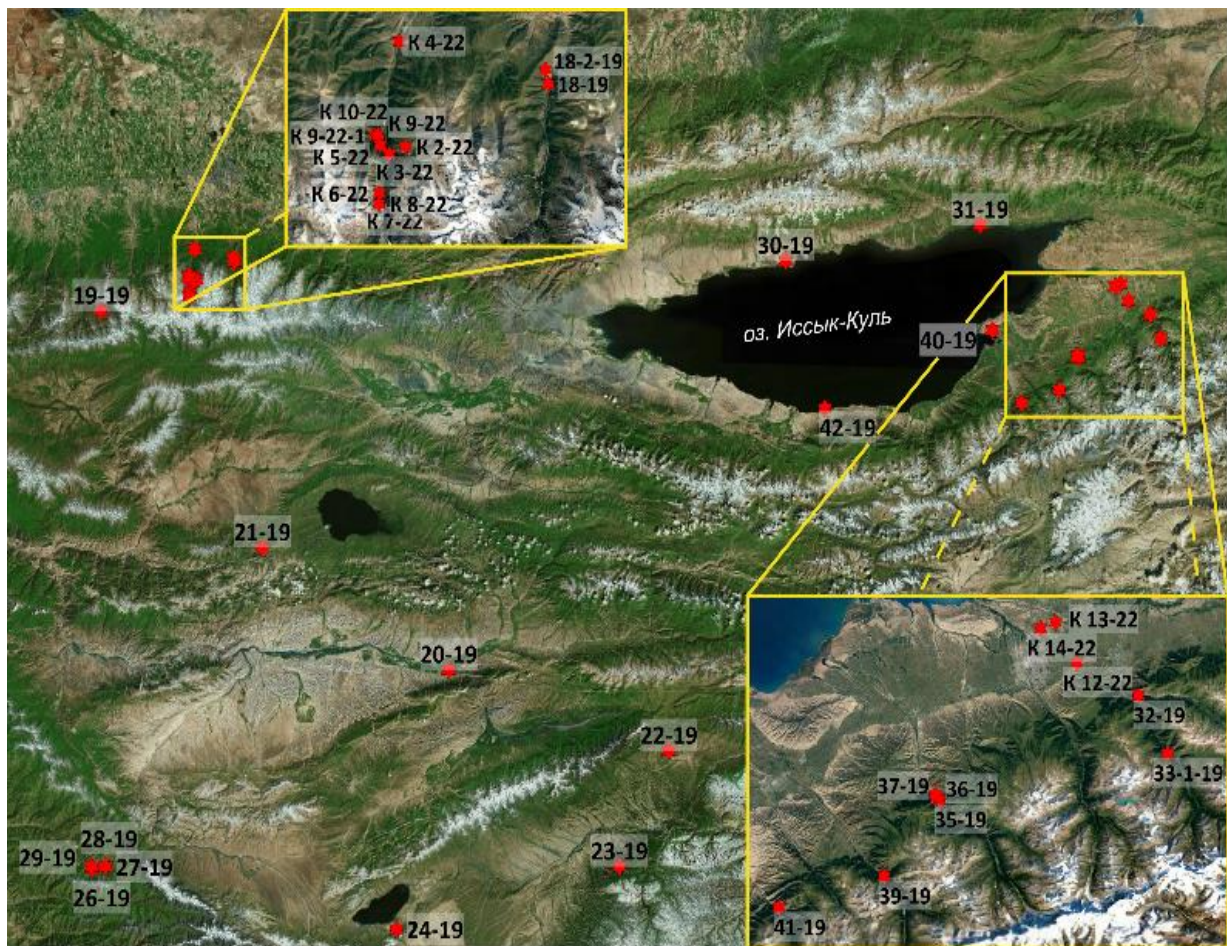 К 4-22
18-2-19
18-19
К 10-22
К 9-22
К 9-22-1
К 2-22
К 5-22
К 3-22
К 6-22
К 8-22
К 7-22
19-19
30-19
31-19
оз. Иссык-Куль
40-19
42-19
21-19
20-19
22-19
28-19
29-19
27-19
26-19
23-19
24-19
К 13-22
К 14-22
К 12-22
32-19
33-1-19
37-19
36-19
35-19
39-19
41-19